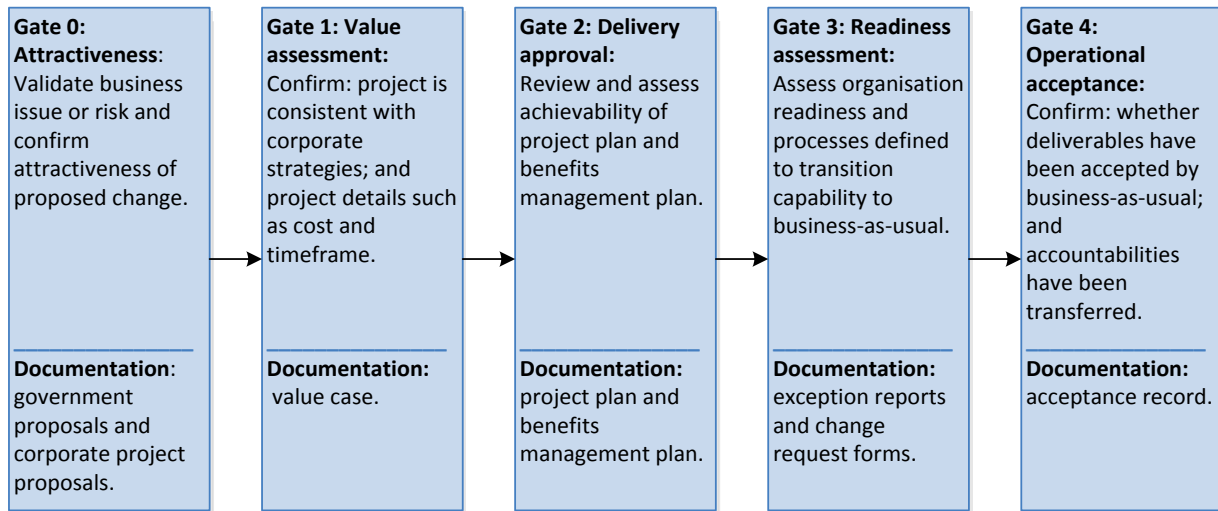 Gate 0:
Attractiveness:
Validate business
issue or risk and
confirm
attractiveness of
proposed change.
Documentation:
government
proposals and
corporate project
proposals.
Gate 1: Value
assessment:
Confirm: project is
consistent with
corporate
strategies; and
project details such
as cost and
timeframe.
Documentation:
value case.
Gate 2: Delivery
approval:
Review and assess
achievability of
project plan and
benefits
management plan.
Documentation:
project plan and
benefits
management plan.
Gate 3: Readiness
assessment:
Assess organisation
readiness and
processes defined
to transition
capability to
business-as-usual.
Documentation:
exception reports
and change
request forms.
Gate 4:
Operational
acceptance:
Confirm: whether
deliverables have
been accepted by
business-as-usual;
and
accountabilities
have been
transferred.
Documentation:
acceptance record.